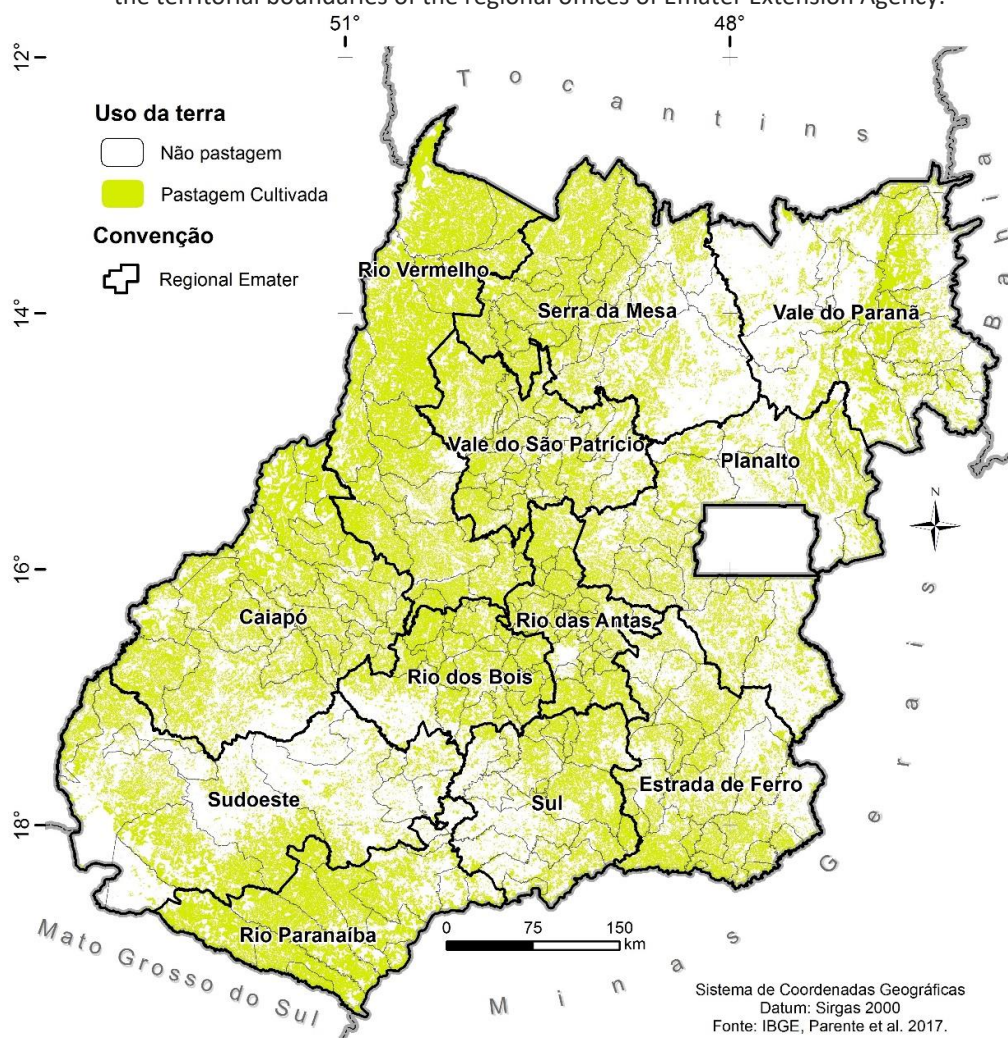 the territorial boundaries of the regional offices of Emater Extension Agency.
51°
48°
12°
Tocantins
Uso da terra
Não pastagem
Pastagem Cultivada
Convenção
Regional Emater
Bahia
Rio Vermelho
14°
Serra da Mesa
Vale do Paranã
Vale do São Patrício
Planalto
N
16°
Caiapó
Rio das Antas
Rio dos Bois
Sudoeste
Sul
Estrada de Ferro
18°
Rio Paranaíba
Mato Grosso do Sul
Minas Gerais
0 75 150
km
Sistema de Coordenadas Geográficas
Datum: Sirgas 2000
Fonte: IBGE, Parente et al. 2017.